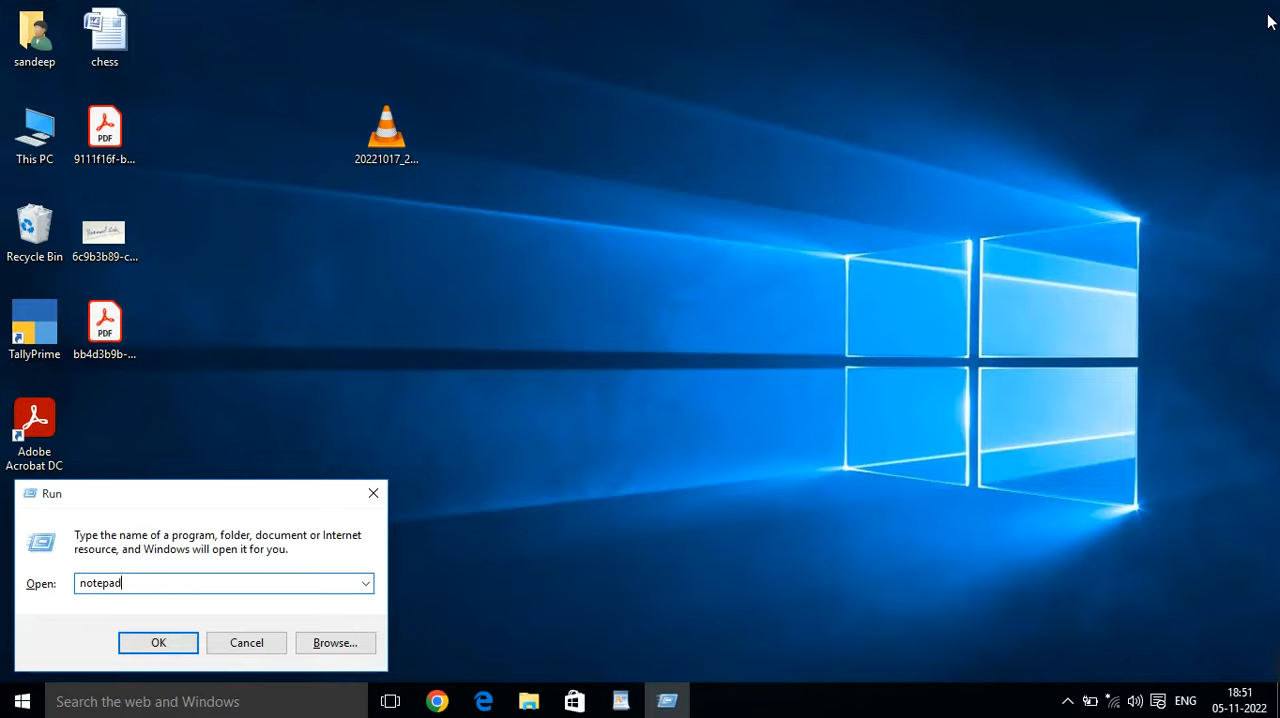 sandeep
chess
This PC
9111f16f-b...
20221017_2...
Recycle Bin
6c9b3b89-c...
TallyPrime
bb4d3b9b-...
Adobe
Acrobat DC
Run
Type the name of a program, folder, document or Internet
resource, and Windows will open it for you.
Open:
notepad
OK
Cancel
Browse...
Search the web and Windows
ENG
18:51
05-11-2022
PDF
PDF